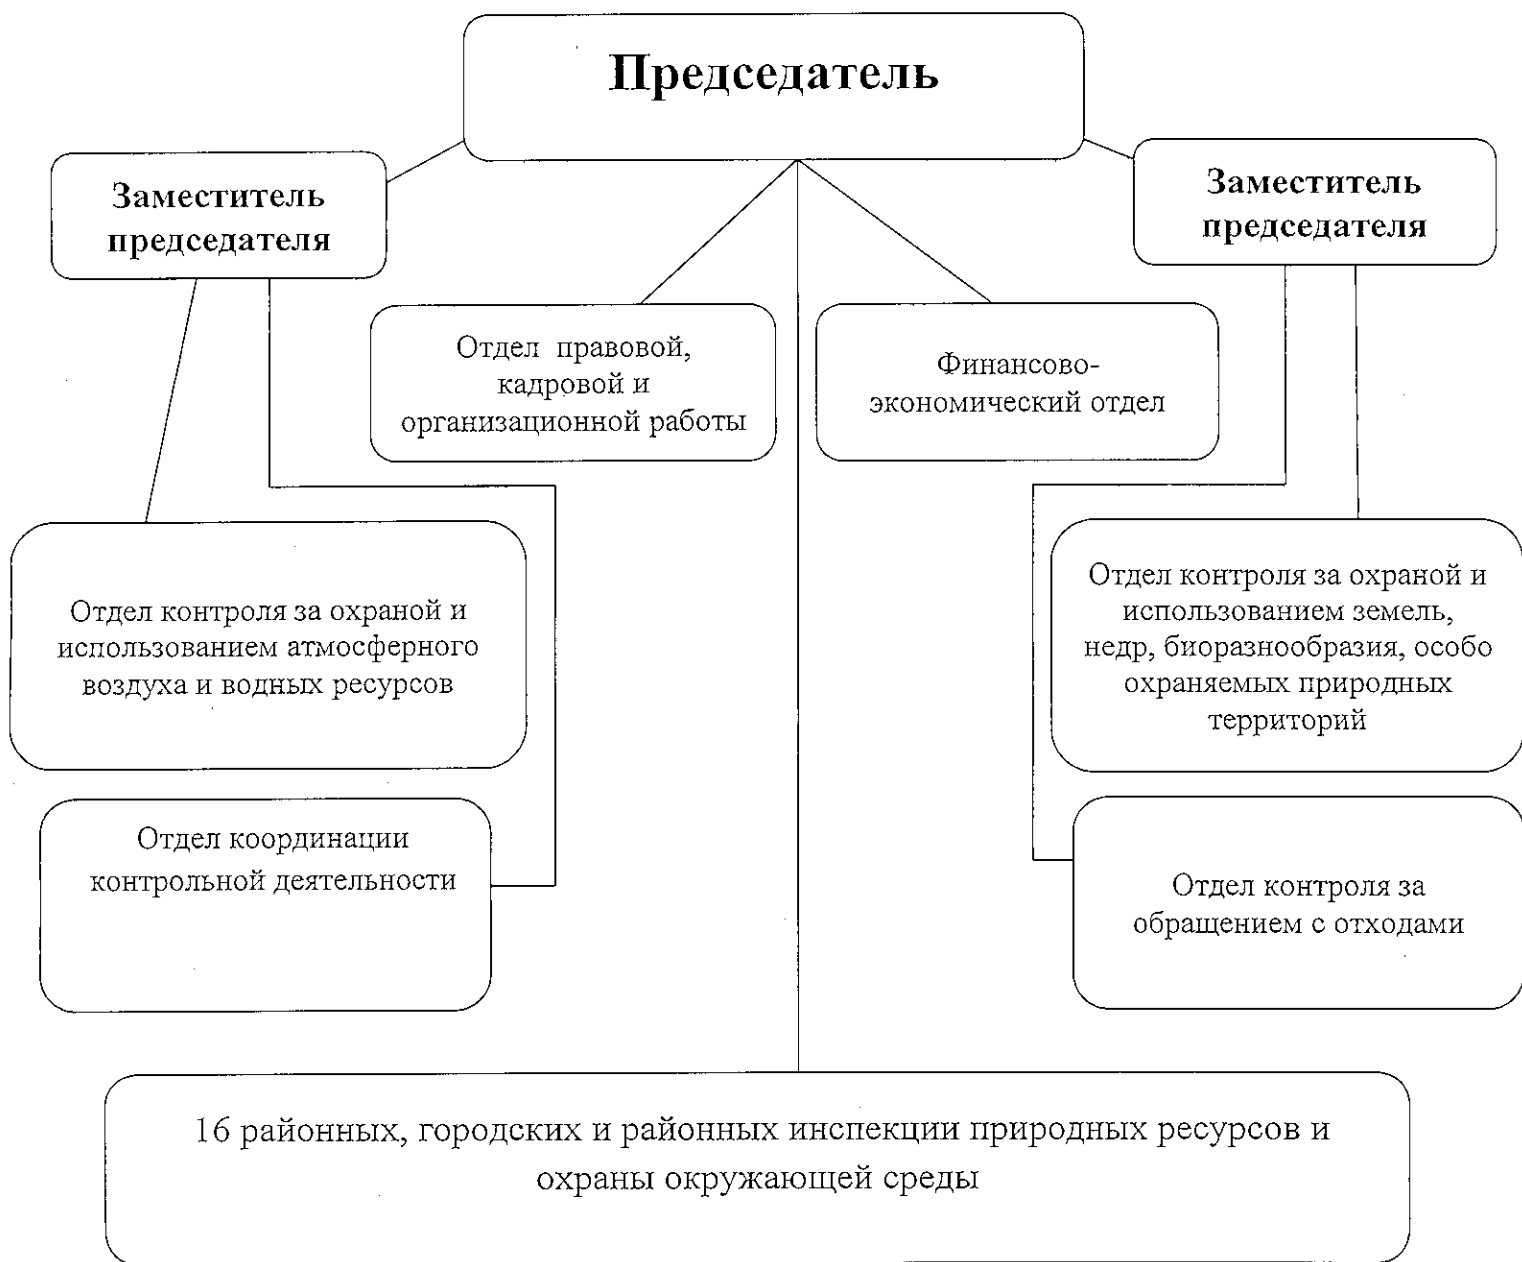 Председатель
Заместитель
председателя
Заместитель
председателя
Отдел правовой,
кадровой и
организационной работы
Финансово-
экономический отдел
Отдел контроля за охраной и
использованием атмосферного
воздуха и водных ресурсов
Отдел контроля за охраной и
использованием земель,
недр, биоразнообразия, особо
охраняемых природных
территорий
Отдел координации
контрольной деятельности
Отдел контроля за
обращением с отходами
16 районных, городских и районных инспекции природных ресурсов и
охраны окружающей среды